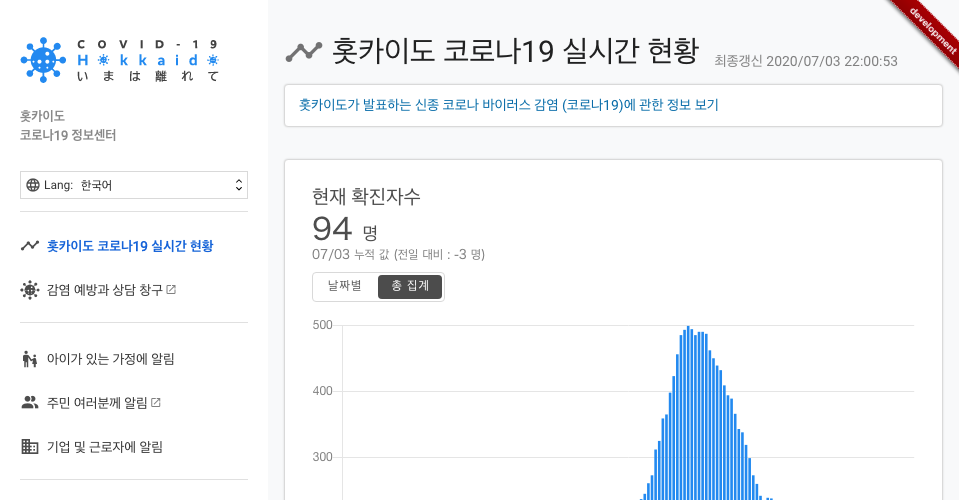 COVID-19
Hokkaido
いまは離れて
홋카이도
코로나19 정보센터
Lang: 한국어
홋카이도 코로나19 실시간 현황
감염 예방과 상담 창구
아이가 있는 가정에 알림
주민 여러분께 알림
기업 및 근로자에 알림
development
홋카이도 코로나19 실시간 현황
최종갱신 2020/07/03 22:00:53
홋카이도가 발표하는 신종 코로나 바이러스 감염 (코로나19)에 관한 정보 보기
현재 확진자수
94 명
07/03 누적 값 (전일 대비 : -3 명)
날짜별 총 집계
500
400
300